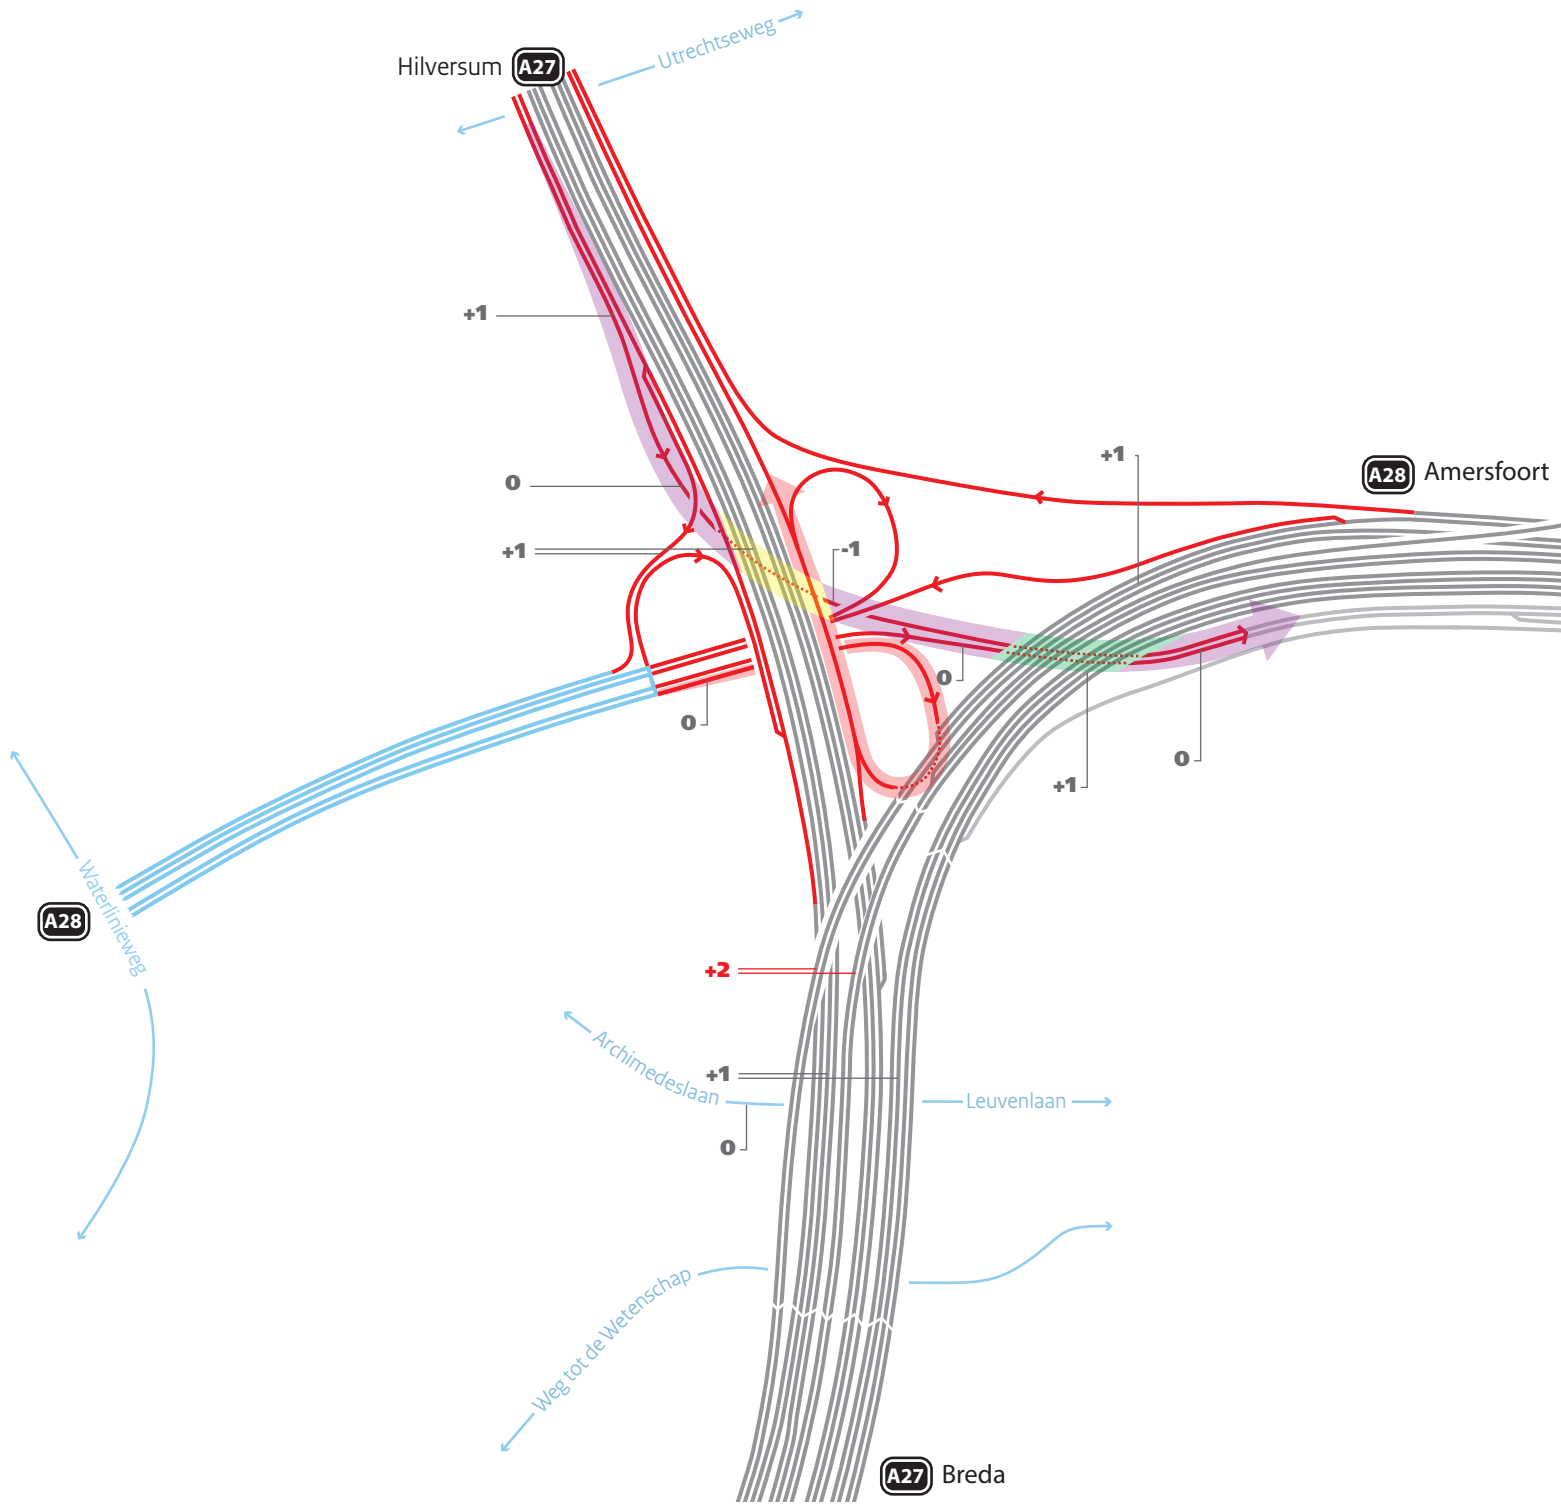 Utrechtseweg
Hilversum A27
+1
+1
A28 Amersfoort
0
+1
-1
0
0
0
+1
Waterlinieweg
A28
+2
Archimedeslaan
+1
Leuvenlaan
0
Weg tot de Wetenschap
A27 Breda